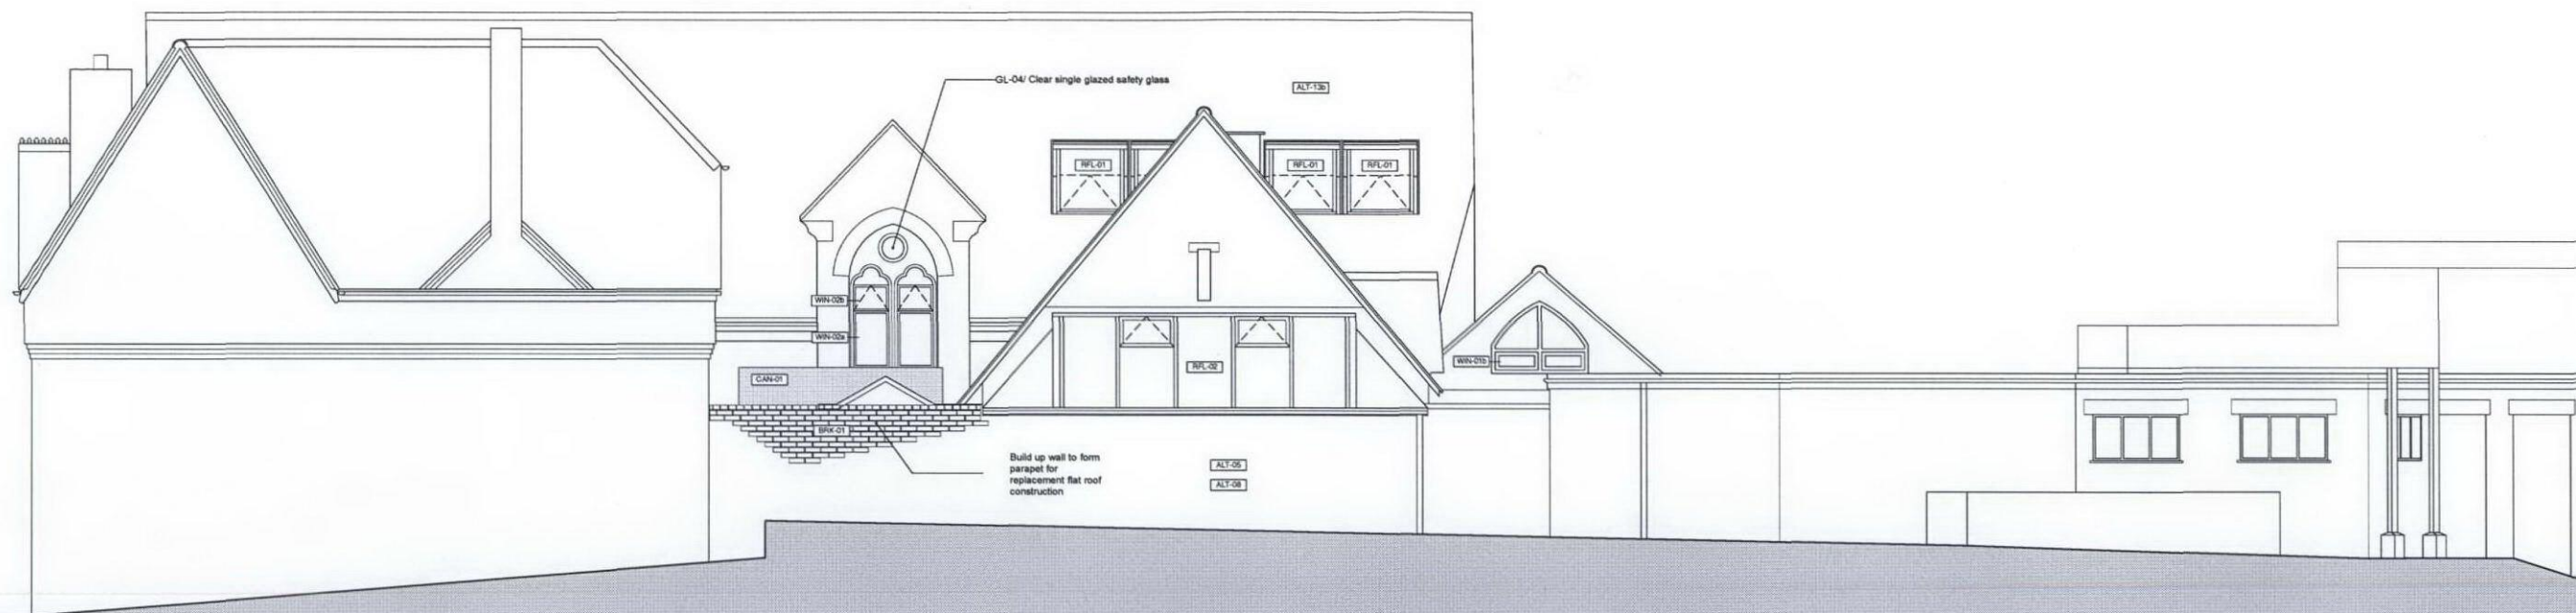 GL-04/ Clear single glazed safety glass
ALT-13b
RFL-01
RFL-01
RFL-01
WIN-02b
WIN-02a
WIN-01b
RFL-02
CAN-01
BRK-01
Build up wall to form
parapet for
replacement flat roof
construction
ALT-05
ALT-08